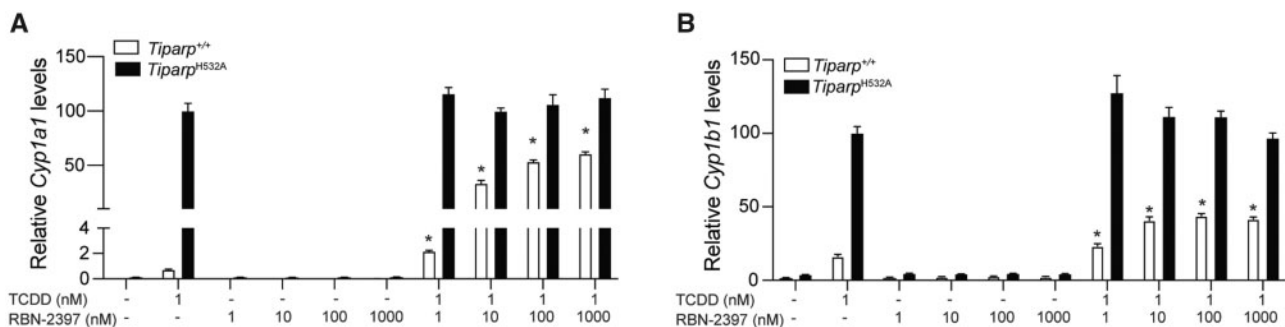 A
Tiparp+/+
TiparpH532A
Relative Cyp1a1 levels
150
100
50
4
2
0
TCDD (nM) - 1 - - - - 1 1 1 1
RBN-2397 (nM) - - 1 10 100 1000 1 10 100 1000
* * * *
B
Tiparp+/+
TiparpH532A
Relative Cyp1b1 levels
150
100
50
0
TCDD (nM) - 1 - - - - 1 1 1 1
RBN-2397 (nM) - - 1 10 100 1000 1 10 100 1000
* * * *